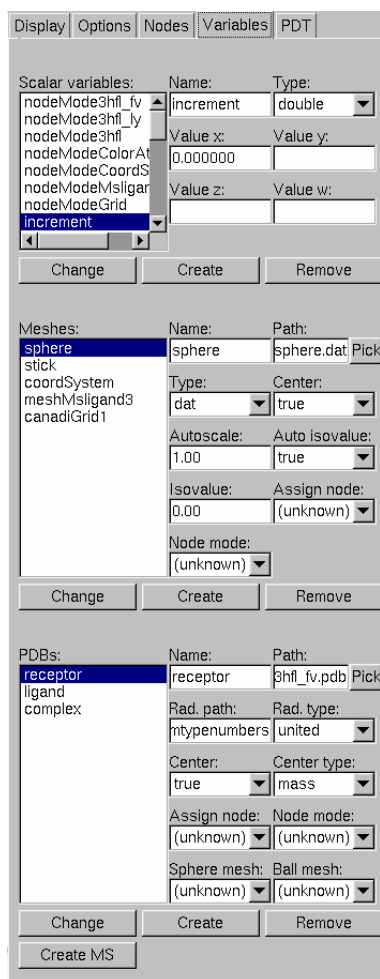 Display Options Nodes Variables PDT
Scalar variables: Name: Type:
nodeMode3hfl_fv increment double
nodeMode3hfl_ly
nodeMode3hfl Value x: Value y:
nodeModeColorAt 0.000000
nodeModeCoordS
nodeModeMsligar Value z: Value w:
nodeModeGrid
increment
Change Create Remove
Meshes: Name: Path:
sphere sphere sphere.dat Pick
stick
coordSystem Type: Center:
meshMsligand3 dat true
canadiGrid1
Autoscale: Auto isovalue:
1.00 true
Isovalue: Assign node:
0.00 (unknown)
Node mode:
(unknown)
Change Create Remove
PDBs: Name: Path:
receptor receptor 3hfl_fv.pdb Pick
ligand
complex Rad. path: Rad. type:
mtypenumbers united
Center: Center type:
true mass
Assign node: Node mode:
(unknown) (unknown)
Sphere mesh: Ball mesh:
(unknown) (unknown)
Change Create Remove
Create MS